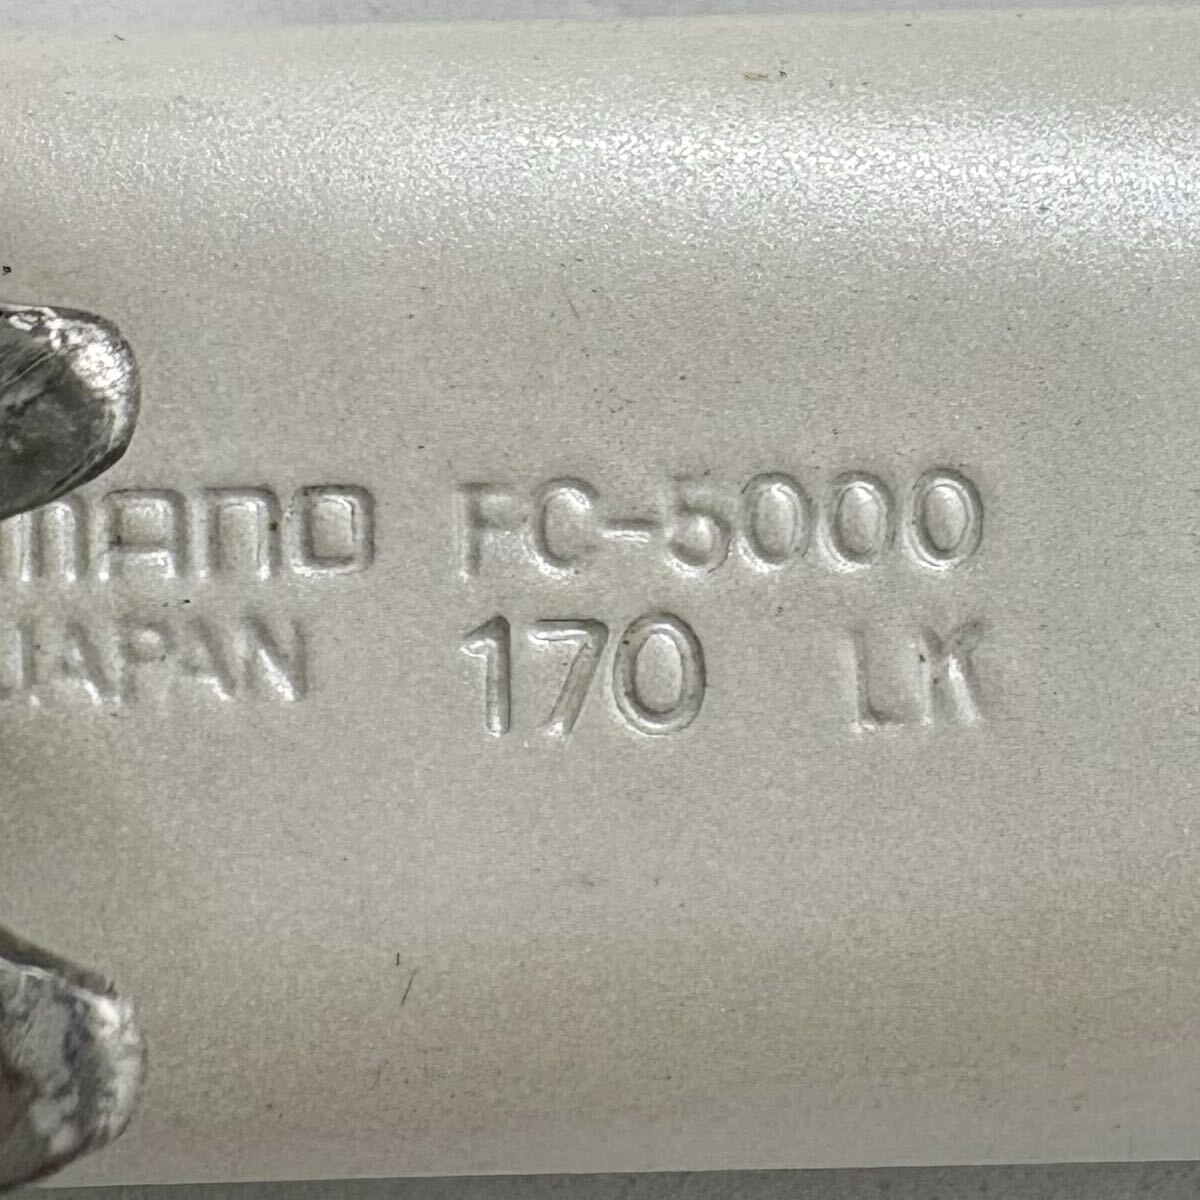 MANO FC-5000
JAPAN 170 LK